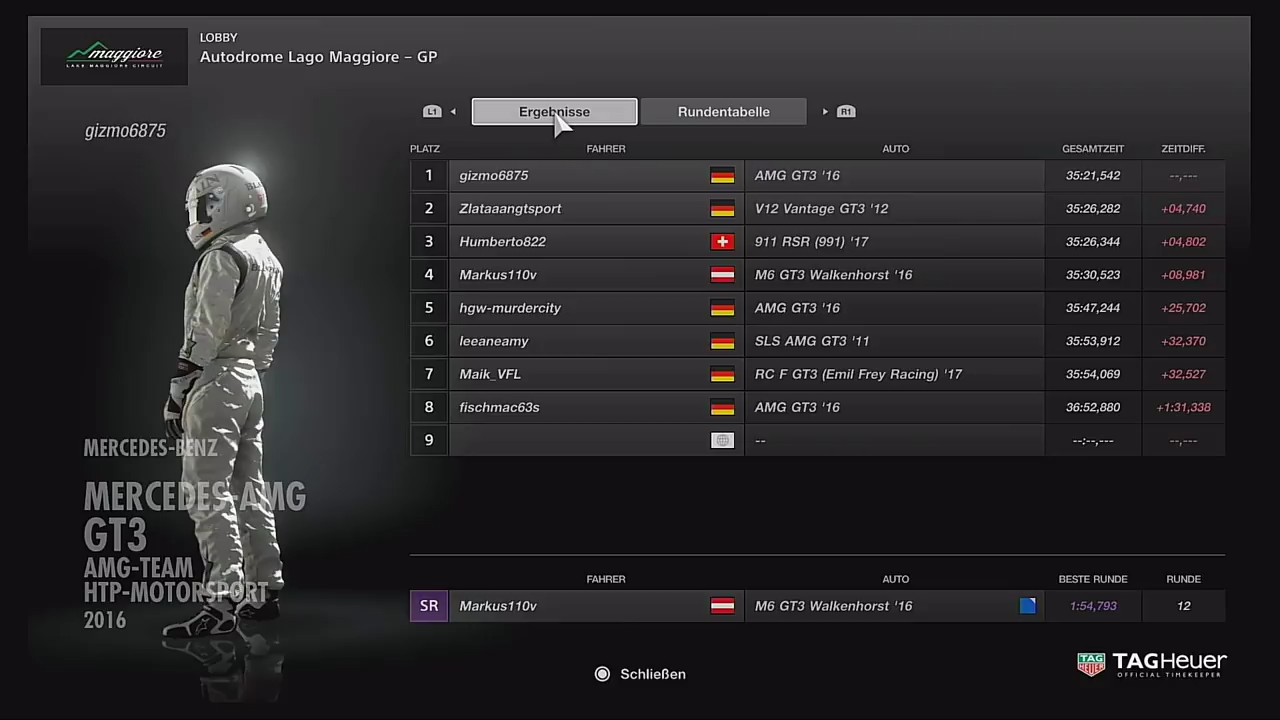 maggiore
LAKE MAGGIORE CIRCUIT
LOBBY
Autodrome Lago Maggiore – GP
gizmo6875
L1 Ergebnisse Rundentabelle R1
PLATZ FAHRER AUTO GESAMTZEIT ZEITDIFF.
1 gizmo6875 AMG GT3 '16 35:21,542 --,---
2 Zlataaangtsport V12 Vantage GT3 '12 35:26,282 +04,740
3 Humberto822 911 RSR (991) '17 35:26,344 +04,802
4 Markus110v M6 GT3 Walkenhorst '16 35:30,523 +08,981
5 hgw-murdercity AMG GT3 '16 35:47,244 +25,702
6 leeaneamy SLS AMG GT3 '11 35:53,912 +32,370
7 Maik_VFL RC F GT3 (Emil Frey Racing) '17 35:54,069 +32,527
8 fischmac63s AMG GT3 '16 36:52,880 +1:31,338
9 -- --:--,--- --,---
MERCEDES-BENZ
MERCEDES-AMG
GT3
AMG-TEAM
HTP-MOTORSPORT
2016
FAHRER AUTO BESTE RUNDE RUNDE
SR Markus110v M6 GT3 Walkenhorst '16 1:54,793 12
Schließen
TAG HEUER TAGHeuer
OFFICIAL TIMEKEEPER